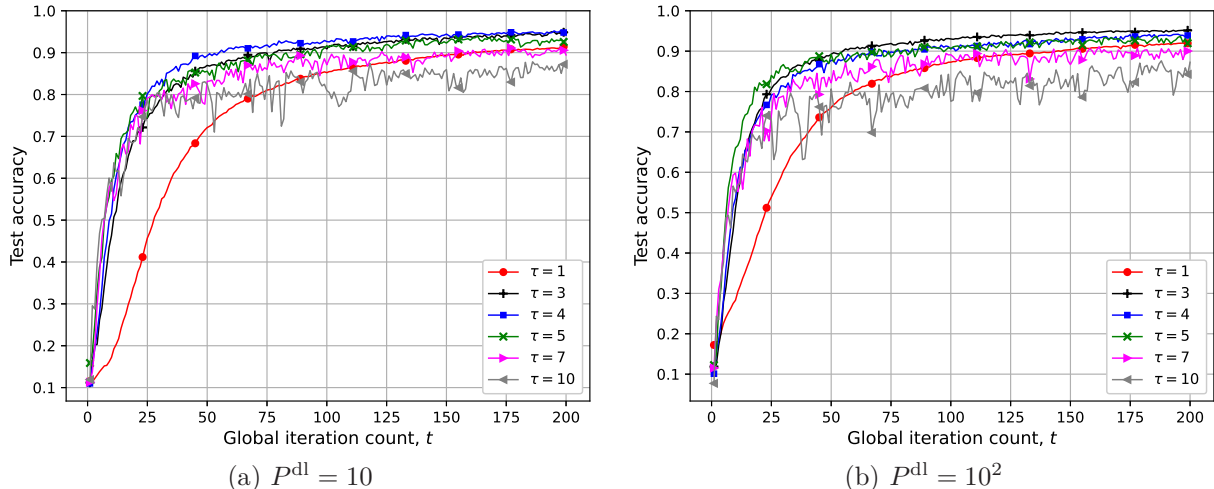 1.0
0.9
0.8
0.7
0.6
0.5
0.4
0.3
0.2
0.1
Test accuracy
0 25 50 75 100 125 150 175 200
Global iteration count, t
τ = 1
τ = 3
τ = 4
τ = 5
τ = 7
τ = 10
(a) P^dl = 10
1.0
0.9
0.8
0.7
0.6
0.5
0.4
0.3
0.2
0.1
Test accuracy
0 25 50 75 100 125 150 175 200
Global iteration count, t
τ = 1
τ = 3
τ = 4
τ = 5
τ = 7
τ = 10
(b) P^dl = 10²